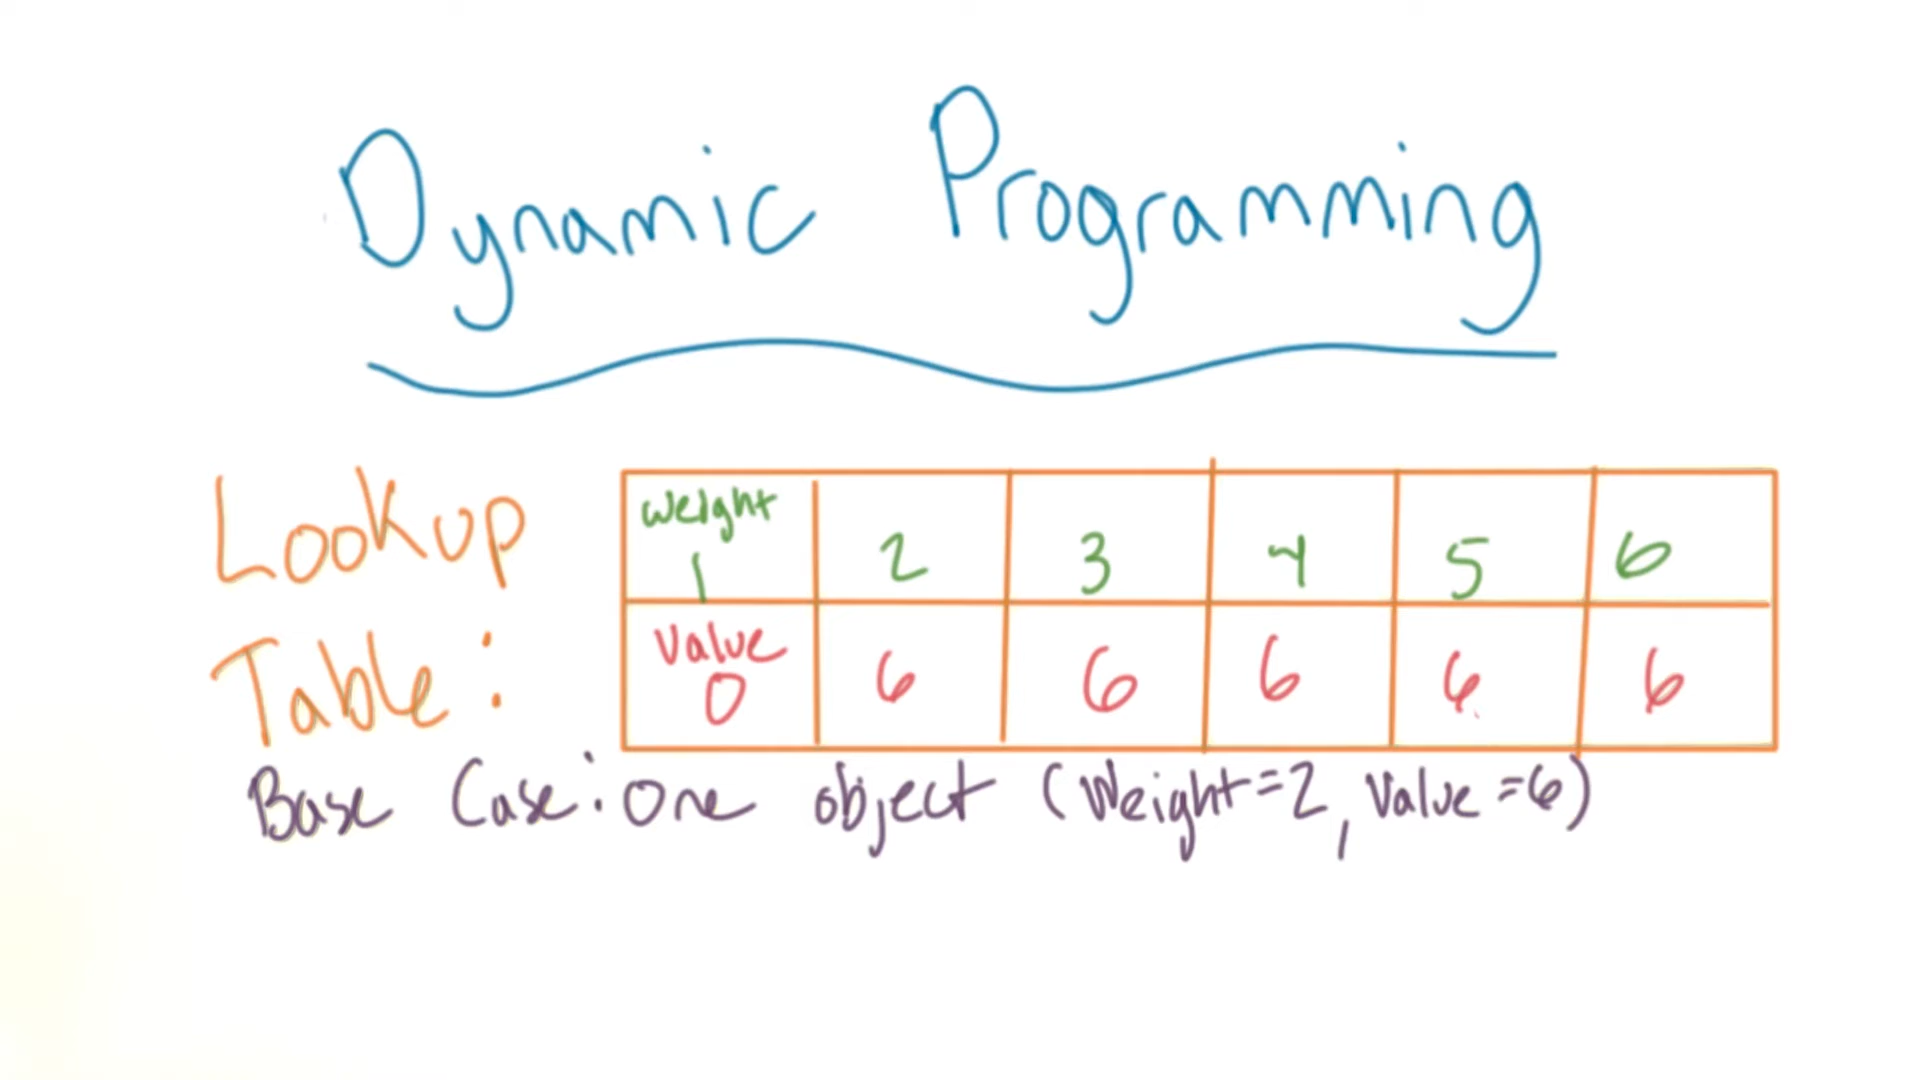 Dynamic Programming
Lookup
Table:
weight
1 2 3 4 5 6
Value
0 6 6 6 6 6
Base Case: One object (Weight=2, Value=6)